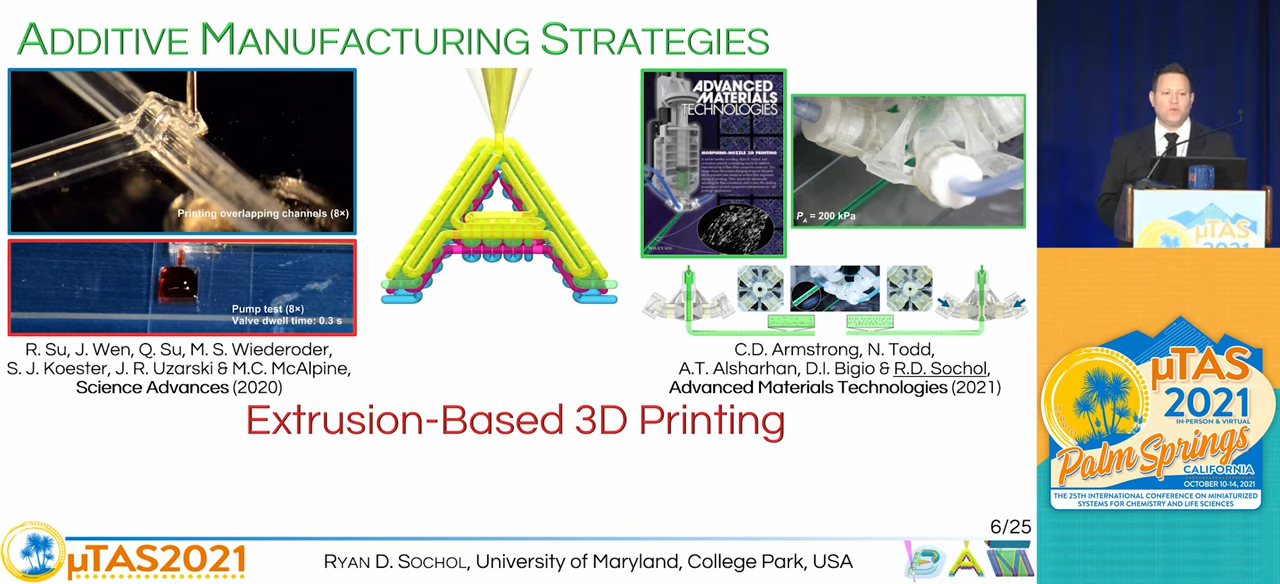 ADDITIVE MANUFACTURING STRATEGIES
Printing overlapping channels (8×)
Pump test (8×)
Valve dwell time: 0.3 s
R. Su, J. Wen, Q. Su, M. S. Wiederoder,
S. J. Koester, J. R. Uzarski & M.C. McAlpine,
Science Advances (2020)
ADVANCED
MATERIALS
TECHNOLOGIES
MORPHING-NOZZLE 3D PRINTING
P_A = 200 kPa
C.D. Armstrong, N. Todd,
A.T. Alsharhan, D.I. Bigio & R.D. Sochol,
Advanced Materials Technologies (2021)
Extrusion-Based 3D Printing
6/25
µTAS2021
RYAN D. SOCHOL, University of Maryland, College Park, USA
BAM
µTAS
2021
µTAS
2021
IN-PERSON & VIRTUAL
Palm Springs
CALIFORNIA
OCTOBER 10-14, 2021
THE 25TH INTERNATIONAL CONFERENCE ON MINIATURIZED
SYSTEMS FOR CHEMISTRY AND LIFE SCIENCES